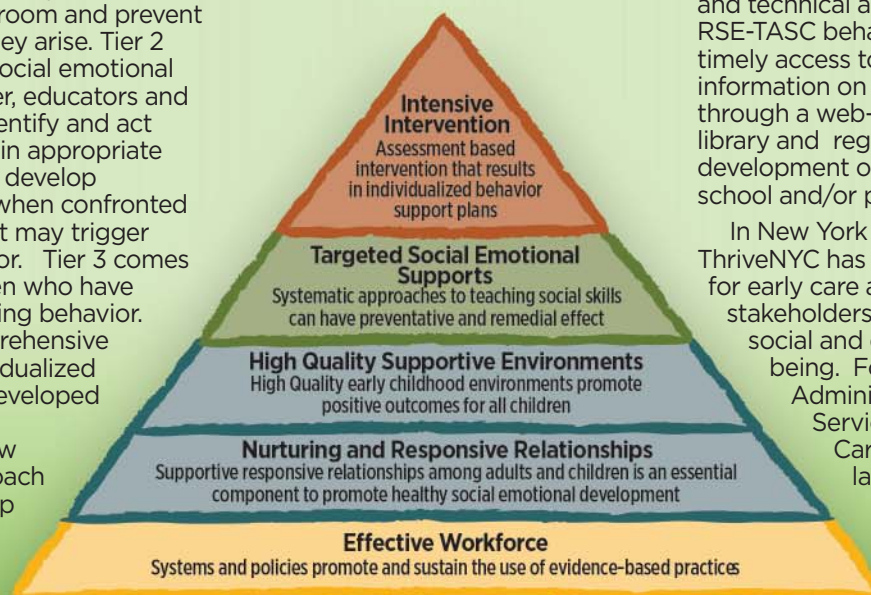 room and prevent
ey arise. Tier 2
ocial emotional
er, educators and
entify and act
in appropriate
develop
when confronted
t may trigger
or. Tier 3 comes
en who have
ing behavior.
rehensive
dualized
eveloped
w
oach
p
Intensive
Intervention
Assessment based
intervention that results
in individualized behavior
support plans
Targeted Social Emotional
Supports
Systematic approaches to teaching social skills
can have preventative and remedial effect
High Quality Supportive Environments
High Quality early childhood environments promote
positive outcomes for all children
Nurturing and Responsive Relationships
Supportive responsive relationships among adults and children is an essential
component to promote healthy social emotional development
Effective Workforce
Systems and policies promote and sustain the use of evidence-based practices
and technical a
RSE-TASC beha
timely access to
information on
through a web-
library and reg
development o
school and/or p
In New York
ThriveNYC has
for early care a
stakeholders
social and
being. Fo
Admini
Servi
Car
la